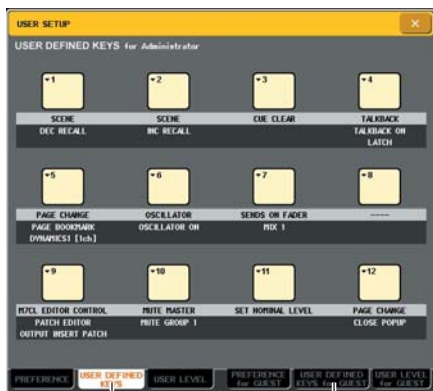 USER SETUP
USER DEFINED KEYS for Administrator
1
2
3
4
SCENE
DEC RECALL
SCENE
INC RECALL
CUE CLEAR
TALKBACK
TALKBACK ON
LATCH
5
6
7
8
PAGE CHANGE
PAGE BOOKMARK
DYNAMICS1 [1ch]
OSCILLATOR
OSCILLATOR ON
SENDS ON FADER
MIX 1
----
9
10
11
12
M7CL EDITOR CONTROL
PATCH EDITOR
OUTPUT INSERT PATCH
MUTE MASTER
MUTE GROUP 1
SET NOMINAL LEVEL
PAGE CHANGE
CLOSE POPUP
PREFERENCE
USER DEFINED
KEYS
USER LEVEL
PREFERENCE
for GUEST
USER DEFINED
KEYS for GUEST
USER LEVEL
for GUEST